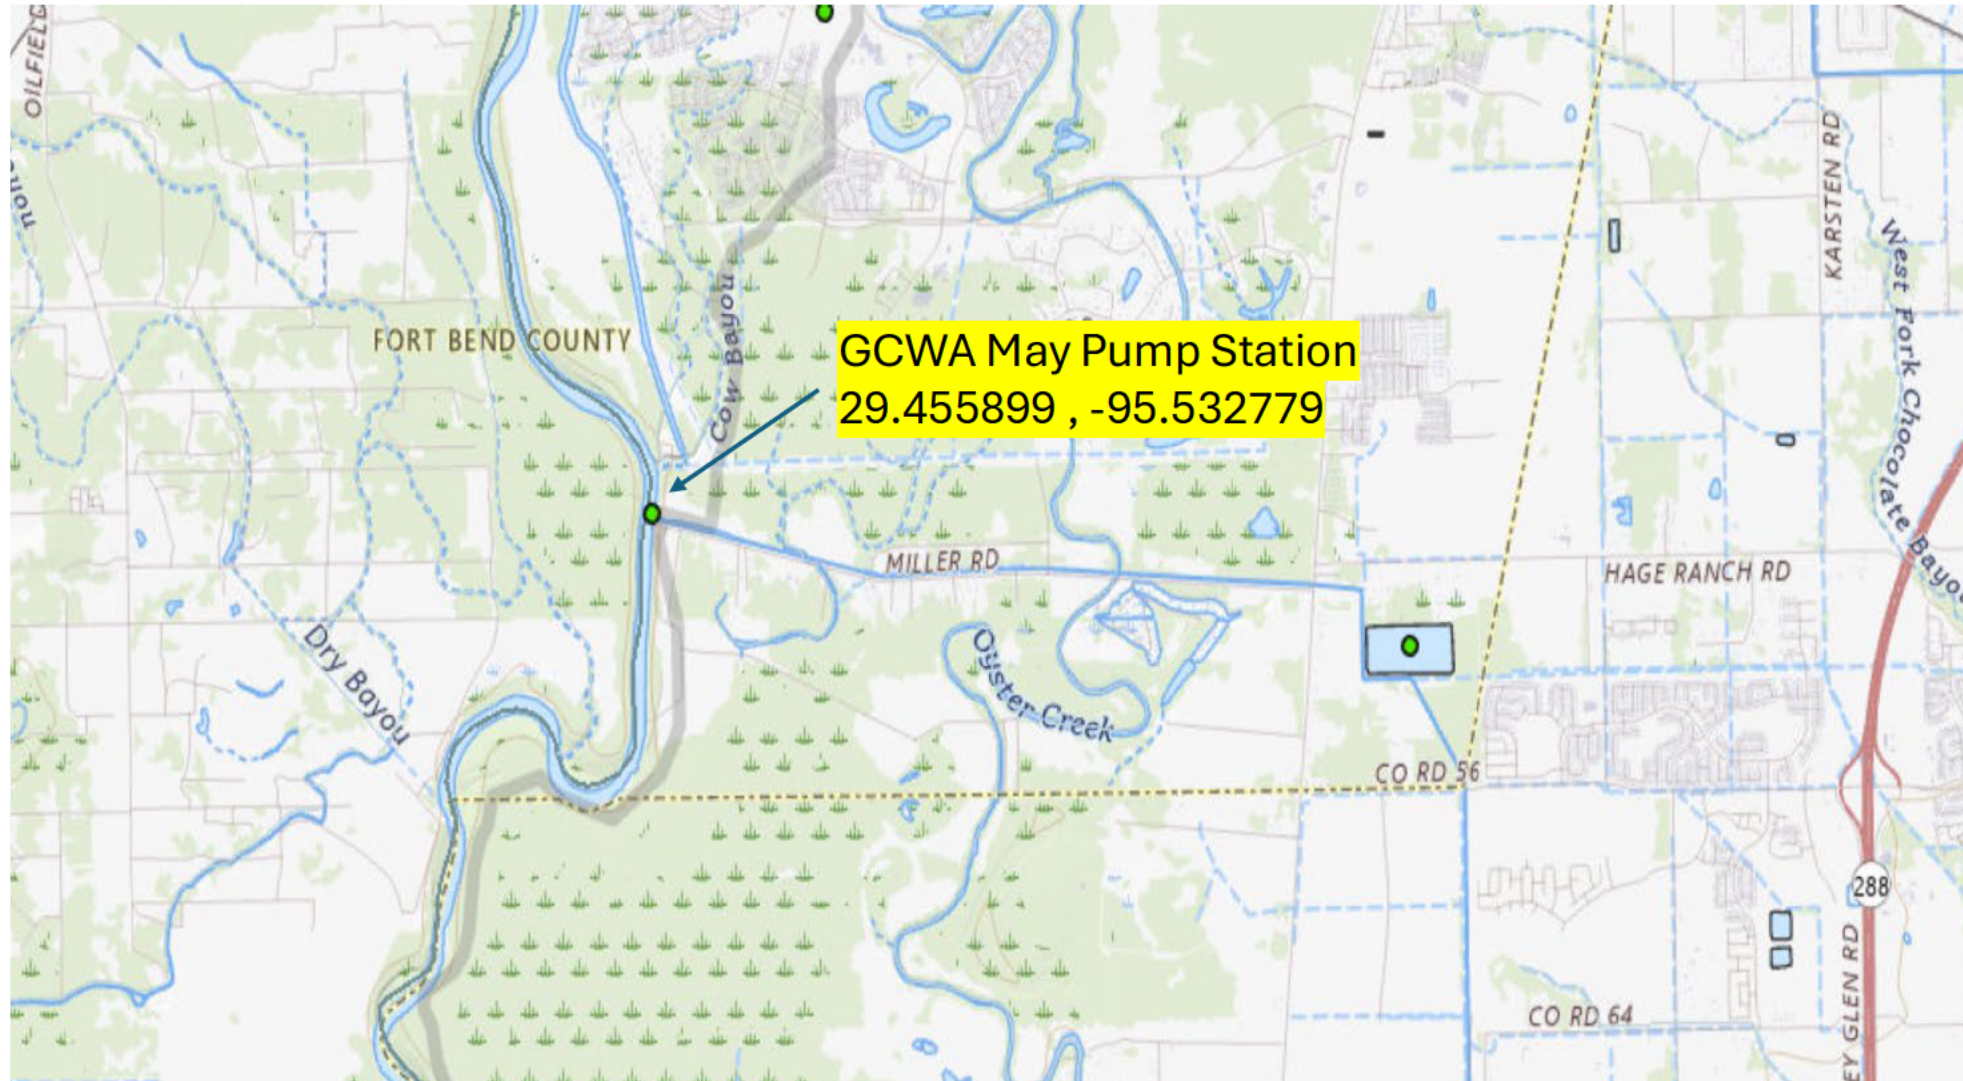 OILFIELD
KARSTEN RD
West Fork Chocolate Bayou
Cow Bayou
FORT BEND COUNTY
GCWA May Pump Station
29.455899 , -95.532779
MILLER RD
HAGE RANCH RD
Dry Bayou
Oyster Creek
CO RD 56
288
CO RD 64
EY GLEN RD